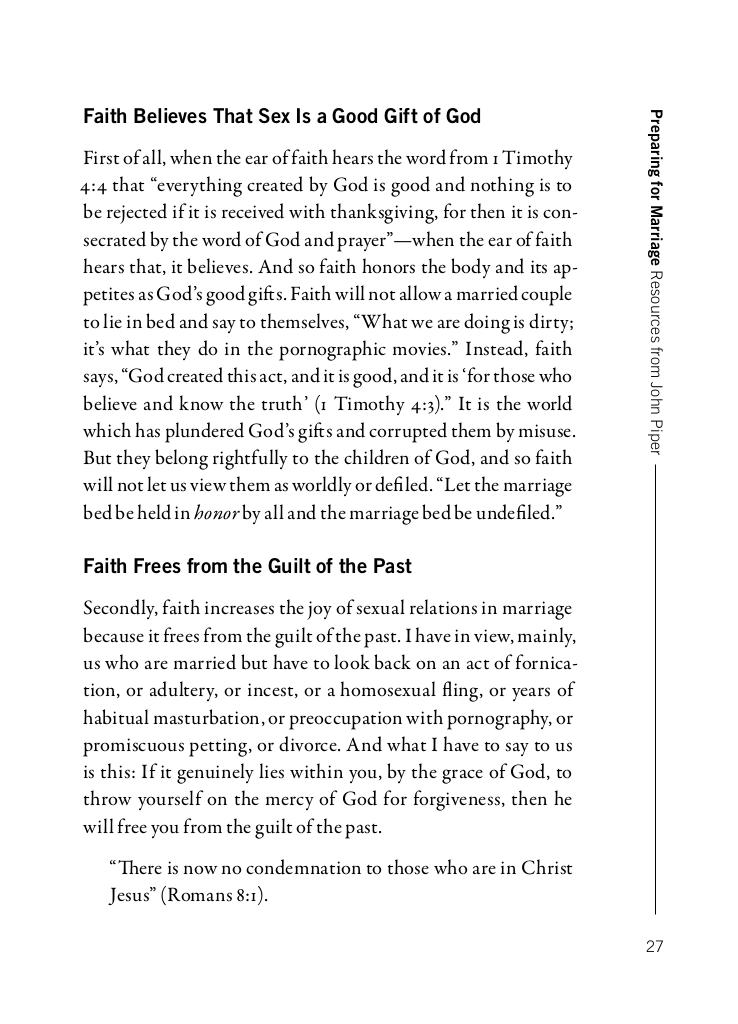 Faith Believes That Sex Is a Good Gift of God
First of all, when the ear of faith hears the word from 1 Timothy
4:4 that “everything created by God is good and nothing is to
be rejected if it is received with thanksgiving, for then it is con-
secrated by the word of God and prayer”—when the ear of faith
hears that, it believes. And so faith honors the body and its ap-
petites as God’s good gifts. Faith will not allow a married couple
to lie in bed and say to themselves, “What we are doing is dirty;
it’s what they do in the pornographic movies.” Instead, faith
says, “God created this act, and it is good, and it is ‘for those who
believe and know the truth’ (1 Timothy 4:3).” It is the world
which has plundered God’s gifts and corrupted them by misuse.
But they belong rightfully to the children of God, and so faith
will not let us view them as worldly or defiled. “Let the marriage
bed be held in honor by all and the marriage bed be undefiled.”
Faith Frees from the Guilt of the Past
Secondly, faith increases the joy of sexual relations in marriage
because it frees from the guilt of the past. I have in view, mainly,
us who are married but have to look back on an act of fornica-
tion, or adultery, or incest, or a homosexual fling, or years of
habitual masturbation, or preoccupation with pornography, or
promiscuous petting, or divorce. And what I have to say to us
is this: If it genuinely lies within you, by the grace of God, to
throw yourself on the mercy of God for forgiveness, then he
will free you from the guilt of the past.
“There is now no condemnation to those who are in Christ
Jesus” (Romans 8:1).
Preparing for Marriage Resources from John Piper
27